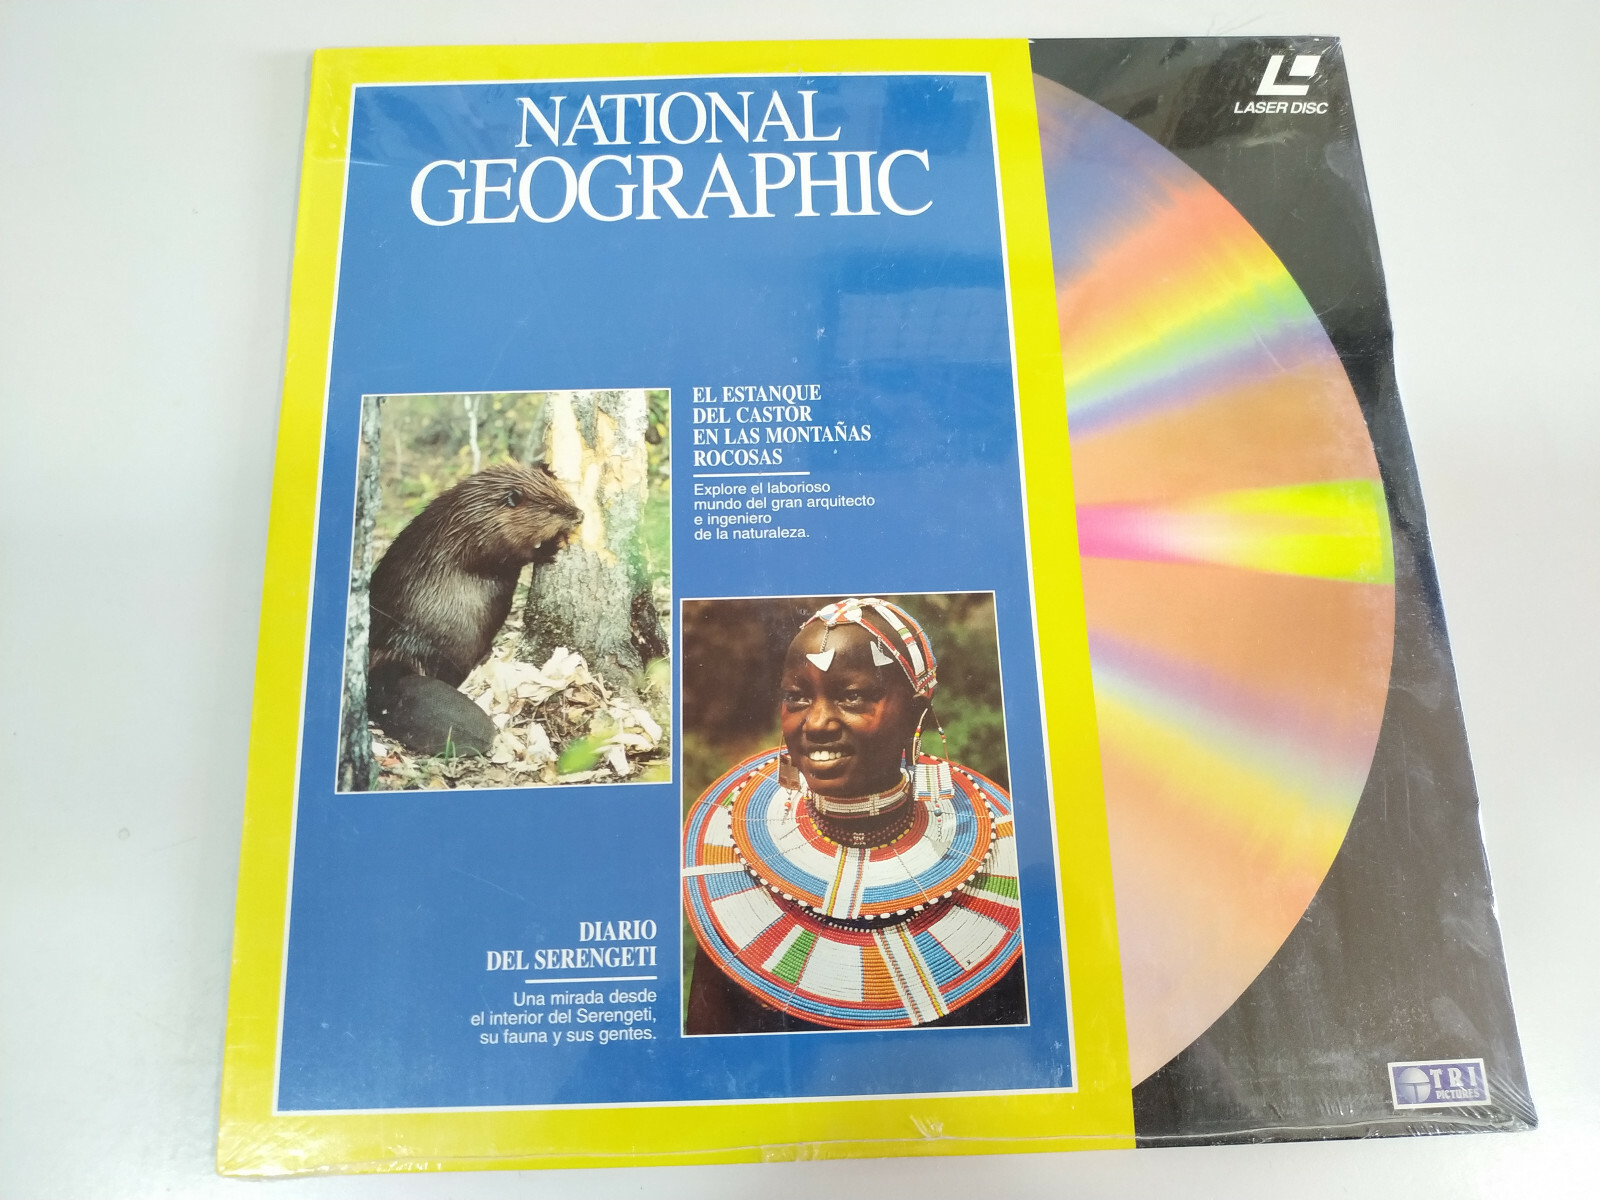 NATIONAL
GEOGRAPHIC
LASER DISC
EL ESTANQUE
DEL CASTOR
EN LAS MONTAÑAS
ROCOSAS
Explore el laborioso
mundo del gran arquitecto
e ingeniero
de la naturaleza.
DIARIO
DEL SERENGETI
Una mirada desde
el interior del Serengeti,
su fauna y sus gentes.
TRI
PICTURES